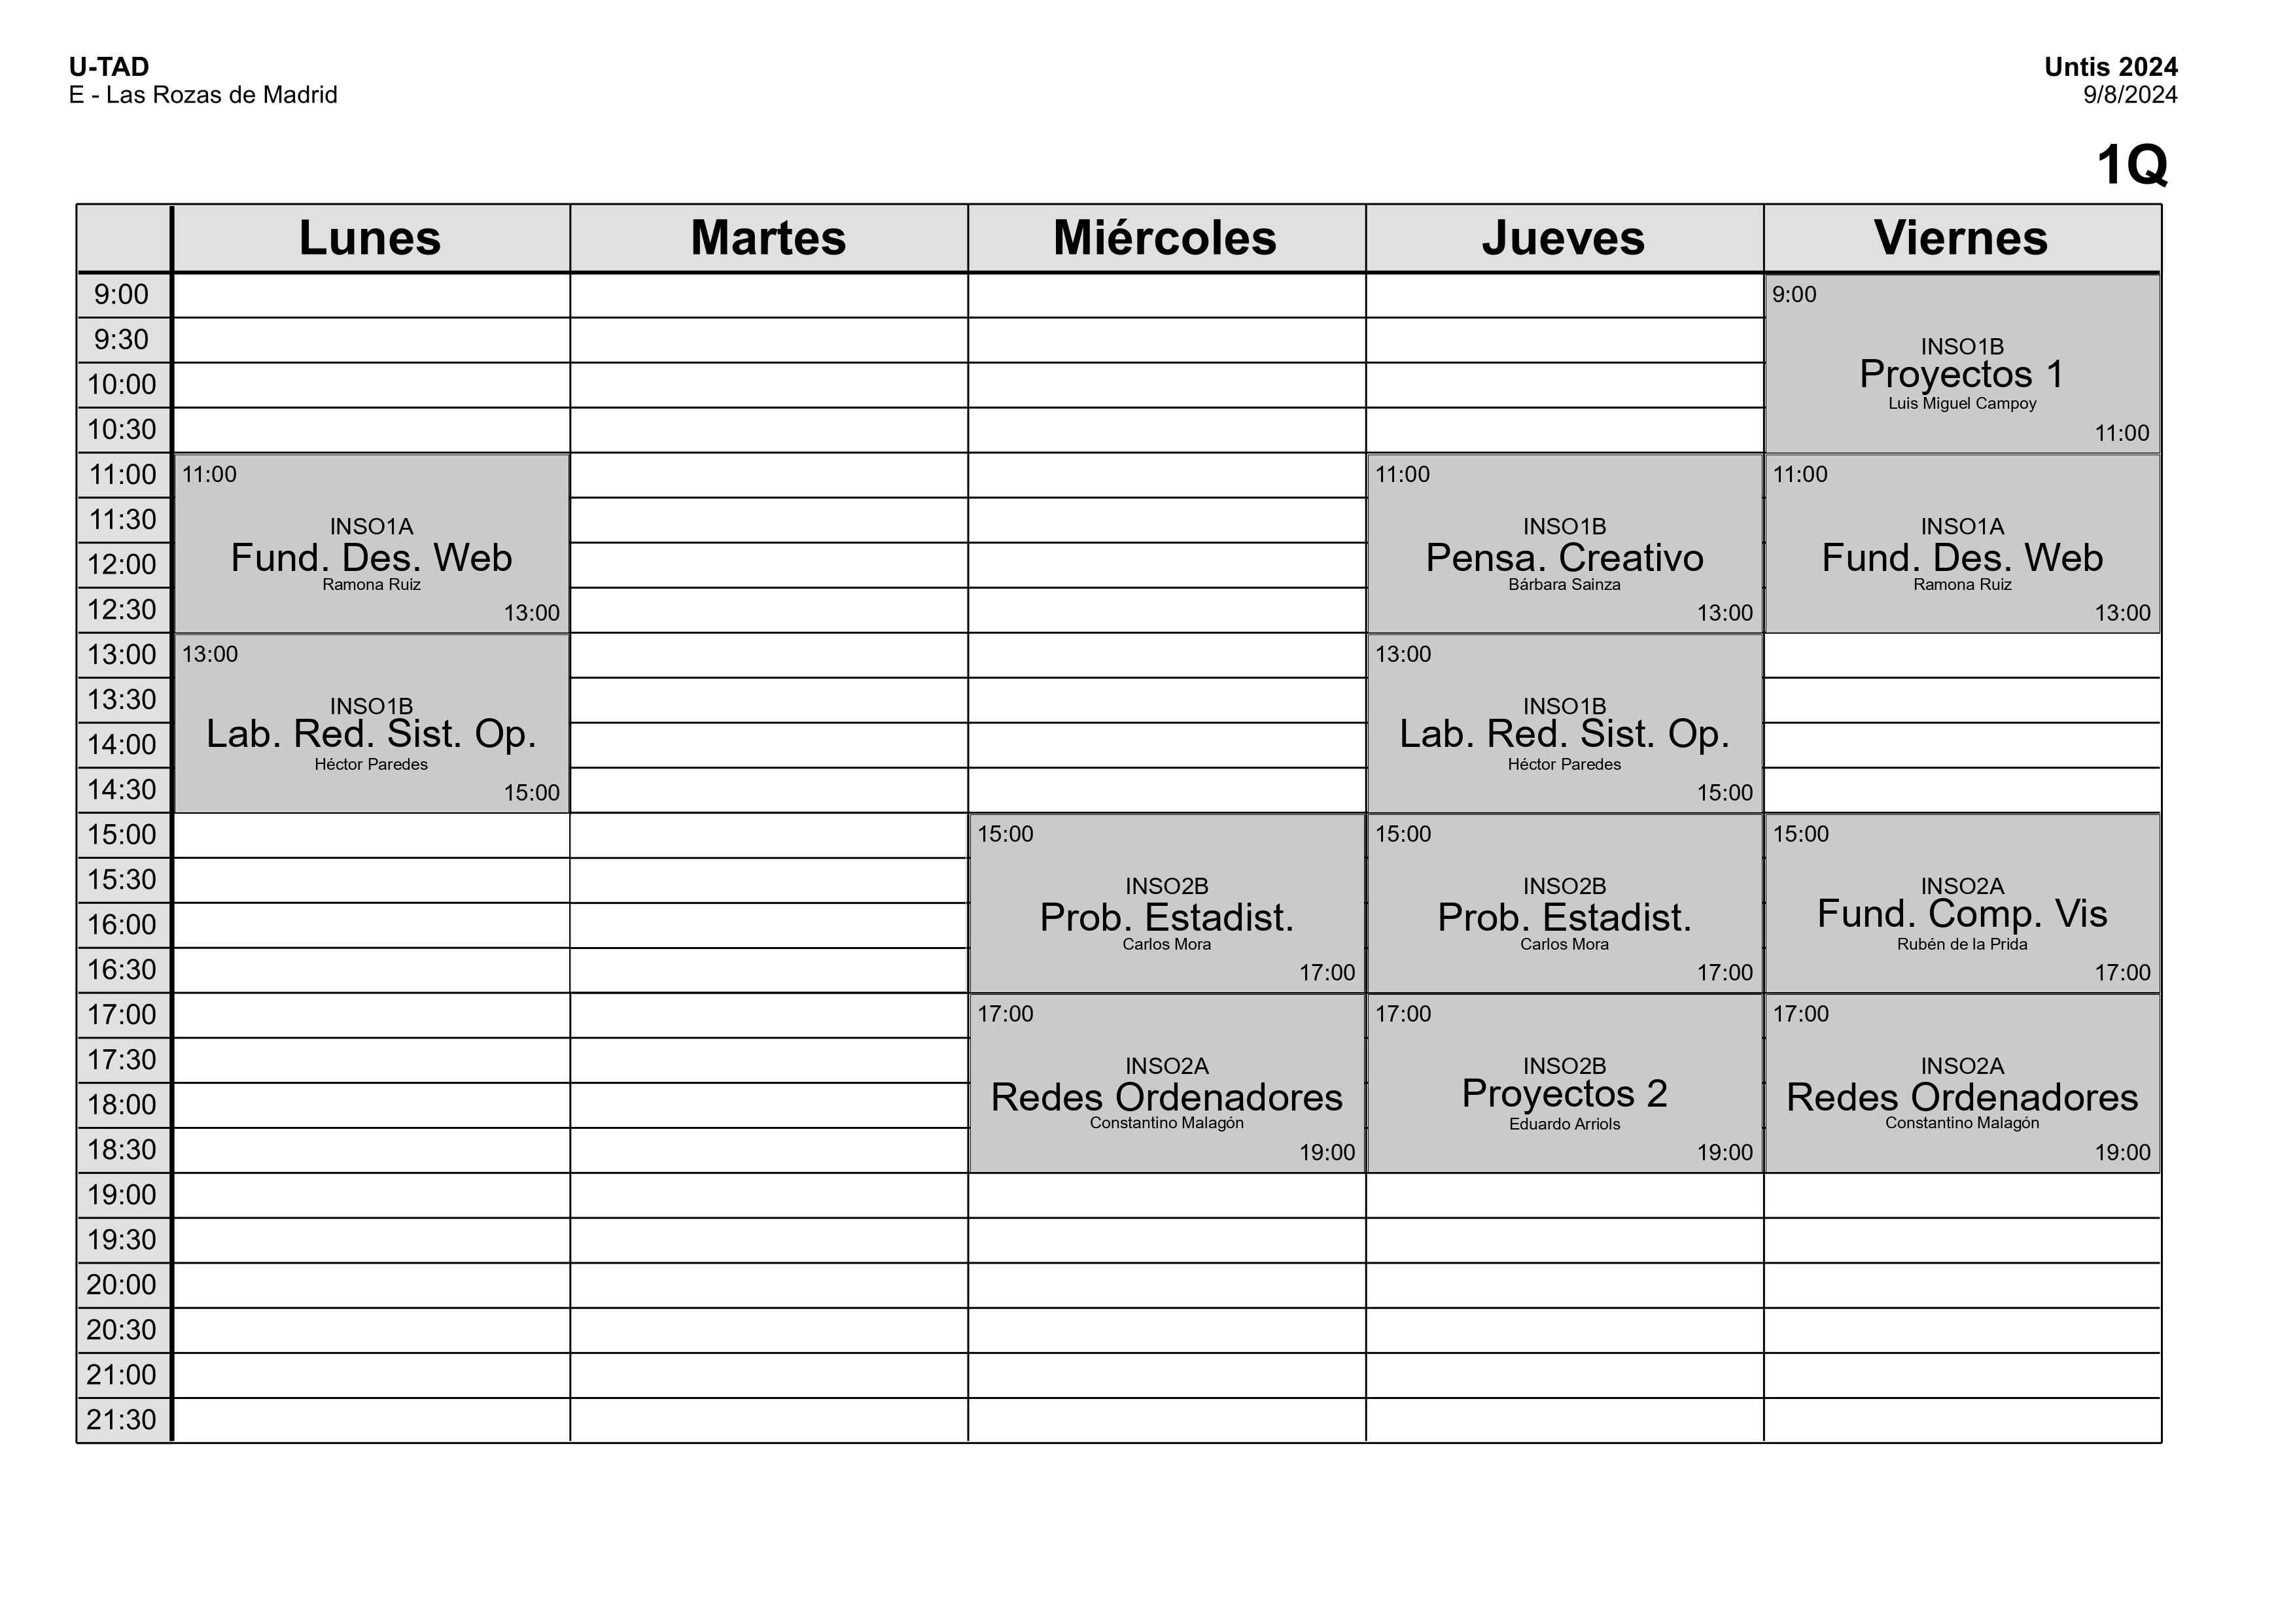 U-TAD
E - Las Rozas de Madrid
Untis 2024
9/8/2024
1Q
Lunes
Martes
Miércoles
Jueves
Viernes
9:00
9:30
10:00
10:30
11:00
11:30
12:00
12:30
13:00
13:30
14:00
14:30
15:00
15:30
16:00
16:30
17:00
17:30
18:00
18:30
19:00
19:30
20:00
20:30
21:00
21:30
11:00
INSO1A
Fund. Des. Web
Ramona Ruiz
13:00
13:00
INSO1B
Lab. Red. Sist. Op.
Héctor Paredes
15:00
15:00
INSO2B
Prob. Estadist.
Carlos Mora
17:00
17:00
INSO2A
Redes Ordenadores
Constantino Malagón
19:00
11:00
INSO1B
Pensa. Creativo
Bárbara Sainza
13:00
13:00
INSO1B
Lab. Red. Sist. Op.
Héctor Paredes
15:00
15:00
INSO2B
Prob. Estadist.
Carlos Mora
17:00
17:00
INSO2B
Proyectos 2
Eduardo Arriols
19:00
9:00
INSO1B
Proyectos 1
Luis Miguel Campoy
11:00
11:00
INSO1A
Fund. Des. Web
Ramona Ruiz
13:00
15:00
INSO2A
Fund. Comp. Vis
Rubén de la Prida
17:00
17:00
INSO2A
Redes Ordenadores
Constantino Malagón
19:00